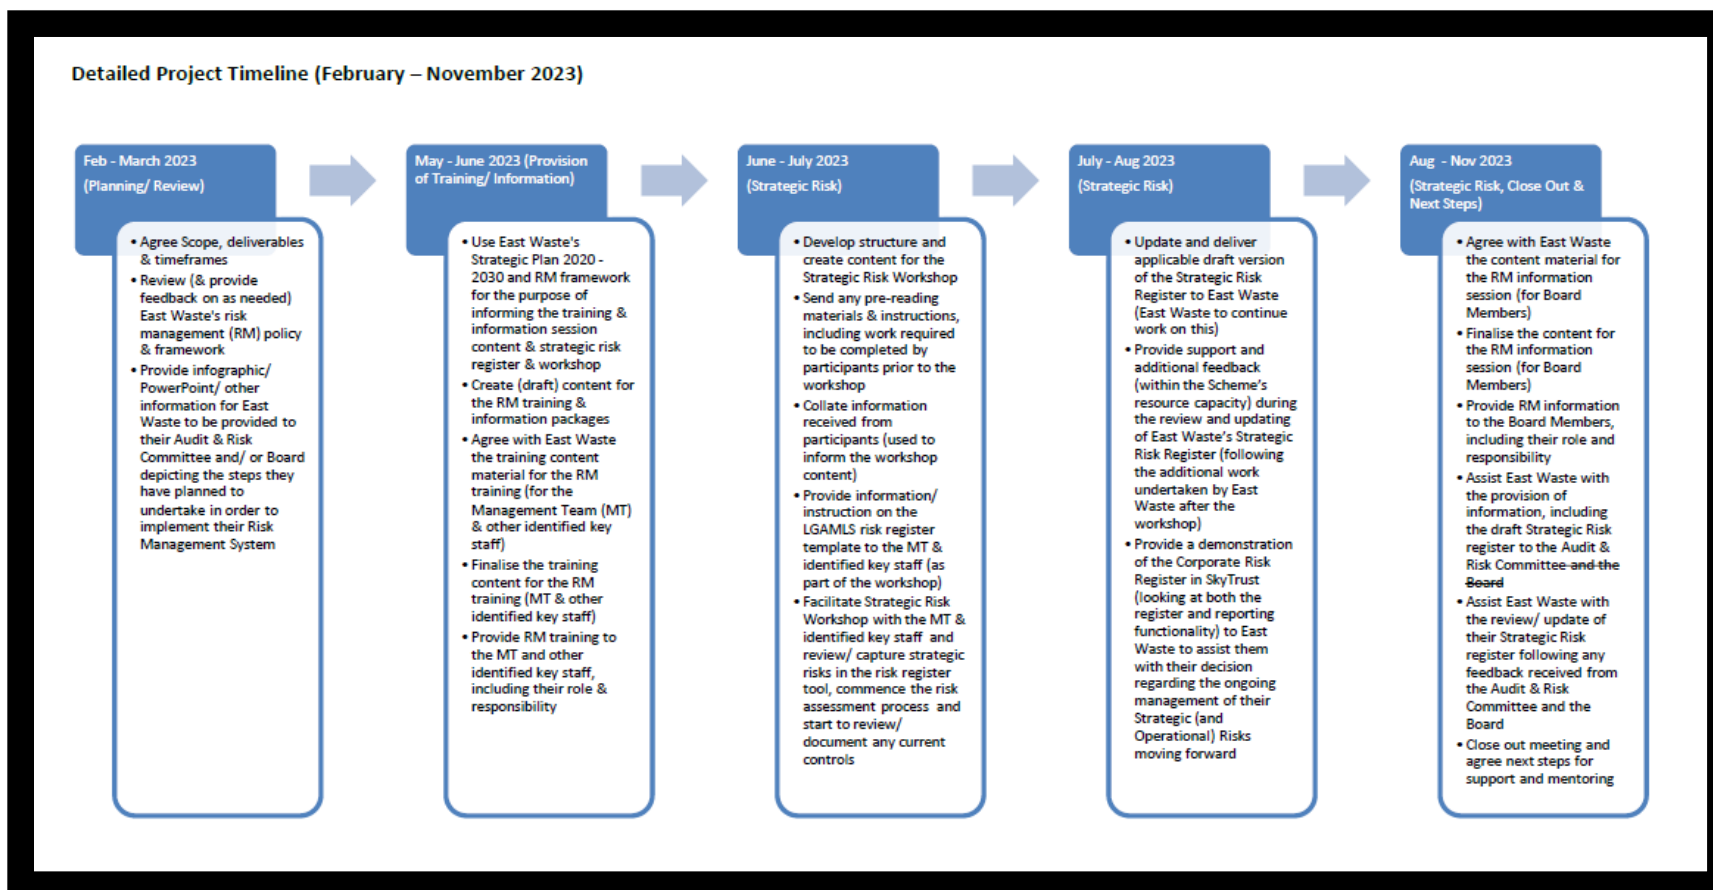 Detailed Project Timeline (February – November 2023)
Feb - March 2023
(Planning/ Review)
• Agree Scope, deliverables
& timeframes
• Review (& provide
feedback on as needed)
East Waste's risk
management (RM) policy
& framework
• Provide infographic/
PowerPoint/ other
information for East
Waste to be provided to
their Audit & Risk
Committee and/ or Board
depicting the steps they
have planned to
undertake in order to
implement their Risk
Management System
May - June 2023 (Provision
of Training/ Information)
• Use East Waste's
Strategic Plan 2020 -
2030 and RM framework
for the purpose of
informing the training &
information session
content & strategic risk
register & workshop
• Create (draft) content for
the RM training &
information packages
• Agree with East Waste
the training content
material for the RM
training (for the
Management Team (MT)
& other identified key
staff)
• Finalise the training
content for the RM
training (MT & other
identified key staff)
• Provide RM training to
the MT and other
identified key staff,
including their role &
responsibility
June - July 2023
(Strategic Risk)
• Develop structure and
create content for the
Strategic Risk Workshop
• Send any pre-reading
materials & instructions,
including work required
to be completed by
participants prior to the
workshop
• Collate information
received from
participants (used to
inform the workshop
content)
• Provide information/
instruction on the
LGAMLS risk register
template to the MT &
identified key staff (as
part of the workshop)
• Facilitate Strategic Risk
Workshop with the MT &
identified key staff and
review/ capture strategic
risks in the risk register
tool, commence the risk
assessment process and
start to review/
document any current
controls
July - Aug 2023
(Strategic Risk)
• Update and deliver
applicable draft version
of the Strategic Risk
Register to East Waste
(East Waste to continue
work on this)
• Provide support and
additional feedback
(within the Scheme's
resource capacity) during
the review and updating
of East Waste's Strategic
Risk Register (following
the additional work
undertaken by East
Waste after the
workshop)
• Provide a demonstration
of the Corporate Risk
Register in SkyTrust
(looking at both the
register and reporting
functionality) to East
Waste to assist them
with their decision
regarding the ongoing
management of their
Strategic (and
Operational) Risks
moving forward
Aug - Nov 2023
(Strategic Risk, Close Out &
Next Steps)
• Agree with East Waste
the content material for
the RM information
session (for Board
Members)
• Finalise the content for
the RM information
session (for Board
Members)
• Provide RM information
to the Board Members,
including their role and
responsibility
• Assist East Waste with
the provision of
information, including
the draft Strategic Risk
register to the Audit &
Risk Committee and the
Board
• Assist East Waste with
the review/ update of
their Strategic Risk
register following any
feedback received from
the Audit & Risk
Committee and the
Board
• Close out meeting and
agree next steps for
support and mentoring